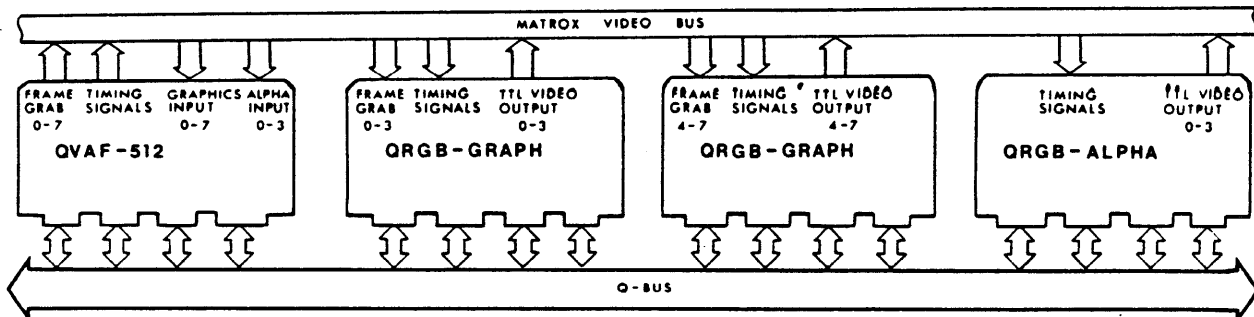 MATROX VIDEO BUS
FRAME GRAB 0-7
TIMING SIGNALS
GRAPHICS INPUT 0-7
ALPHA INPUT 0-3
QVAF-512
FRAME GRAB 0-3
TIMING SIGNALS
TTL VIDEO OUTPUT 0-3
QRGB-GRAPH
FRAME GRAB 4-7
TIMING SIGNALS
TTL VIDEO OUTPUT 4-7
QRGB-GRAPH
TIMING SIGNALS
TTL VIDEO OUTPUT 0-3
QRGB-ALPHA
Q-BUS